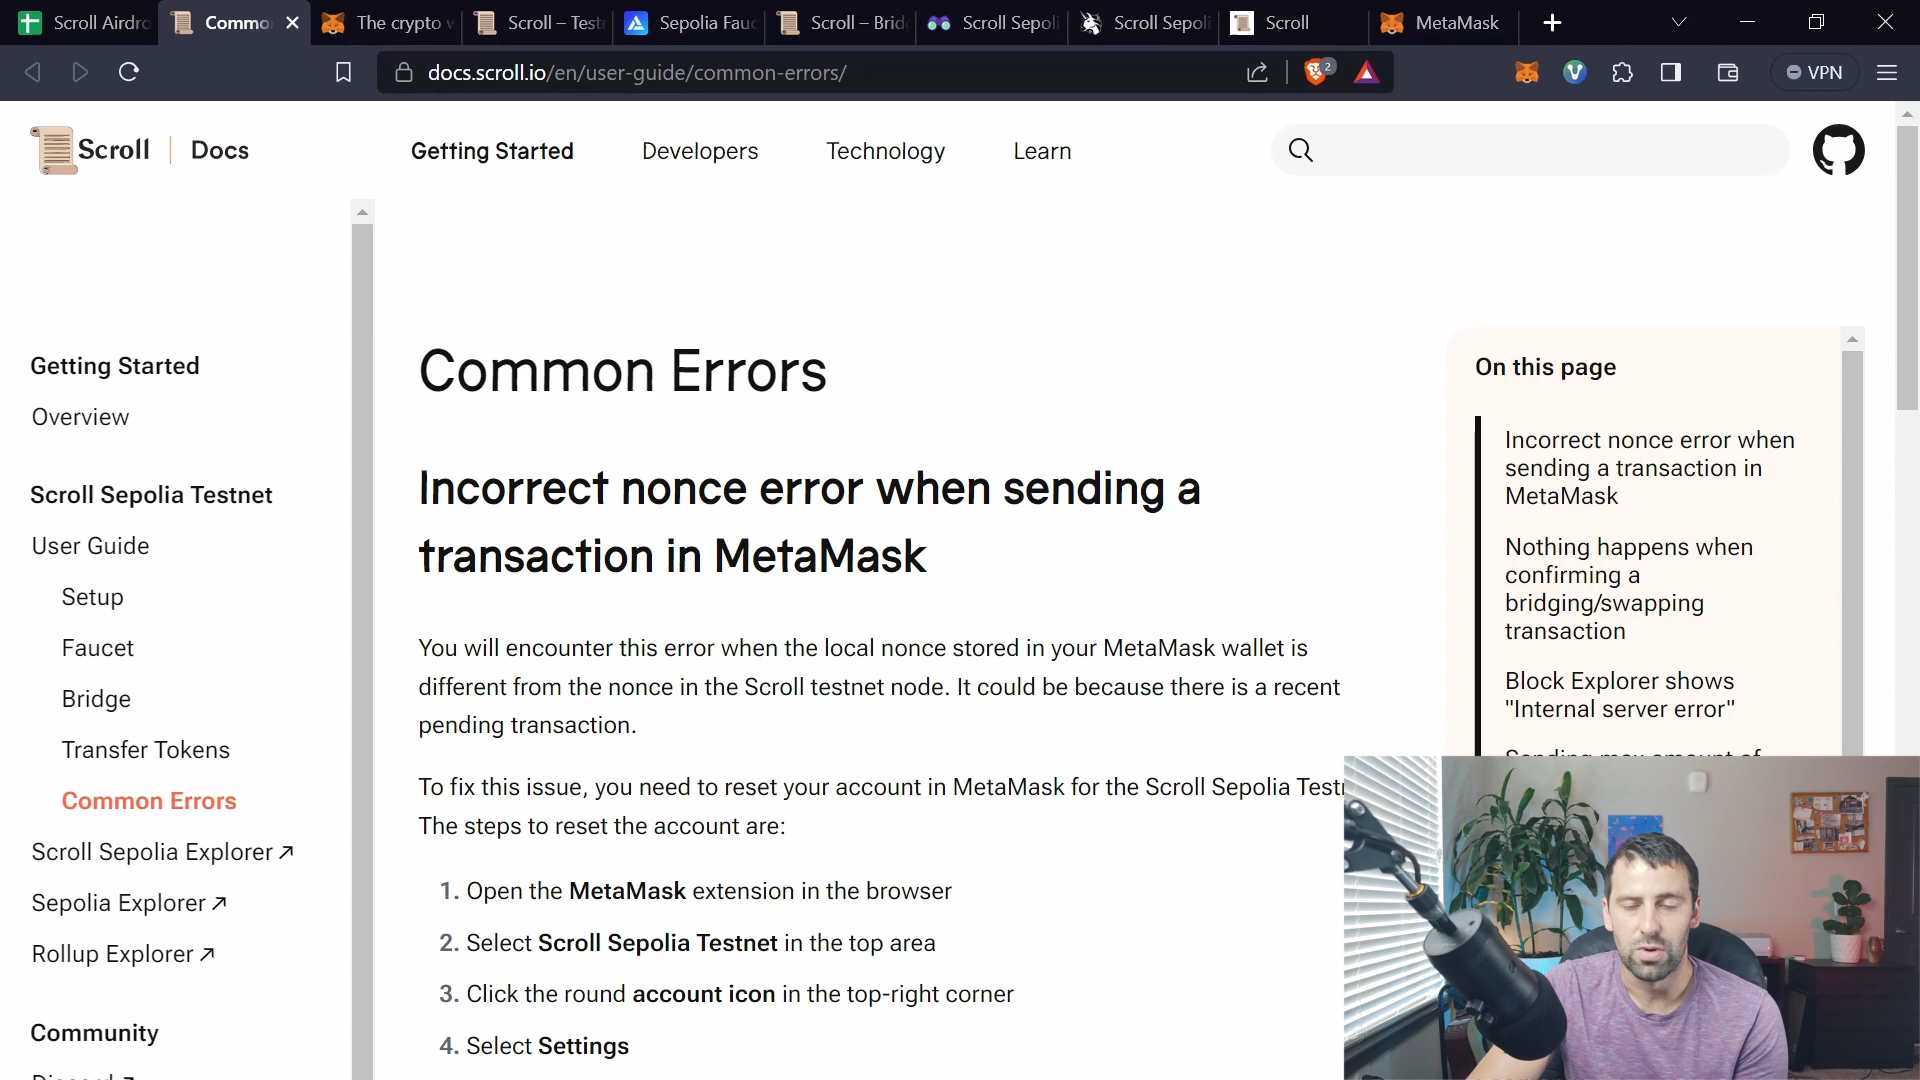 Scroll Airdro
Commo
The crypto w
Scroll – Testn
Sepolia Fauc
Scroll – Brid
Scroll Sepoli
Scroll Sepoli
Scroll
MetaMask
docs.scroll.io/en/user-guide/common-errors/
2
VPN
Scroll | Docs
Getting Started
Developers
Technology
Learn
Getting Started
Overview
Scroll Sepolia Testnet
User Guide
Setup
Faucet
Bridge
Transfer Tokens
Common Errors
Scroll Sepolia Explorer ↗
Sepolia Explorer ↗
Rollup Explorer ↗
Community
Discord ↗
Common Errors
Incorrect nonce error when sending a
transaction in MetaMask
You will encounter this error when the local nonce stored in your MetaMask wallet is
different from the nonce in the Scroll testnet node. It could be because there is a recent
pending transaction.
To fix this issue, you need to reset your account in MetaMask for the Scroll Sepolia Testn
The steps to reset the account are:
1. Open the MetaMask extension in the browser
2. Select Scroll Sepolia Testnet in the top area
3. Click the round account icon in the top-right corner
4. Select Settings
On this page
Incorrect nonce error when
sending a transaction in
MetaMask
Nothing happens when
confirming a
bridging/swapping
transaction
Block Explorer shows
"Internal server error"
Sending max amount of